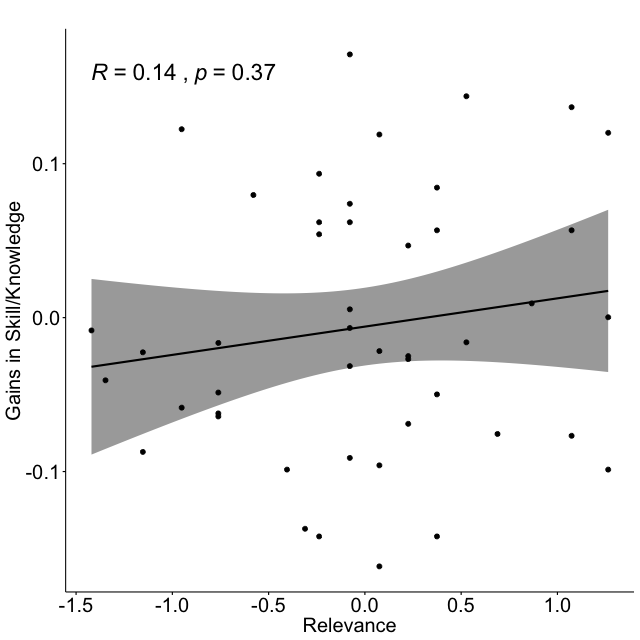 R = 0.14 , p = 0.37
Gains in Skill/Knowledge
0.1
0.0
-0.1
-1.5 -1.0 -0.5 0.0 0.5 1.0
Relevance